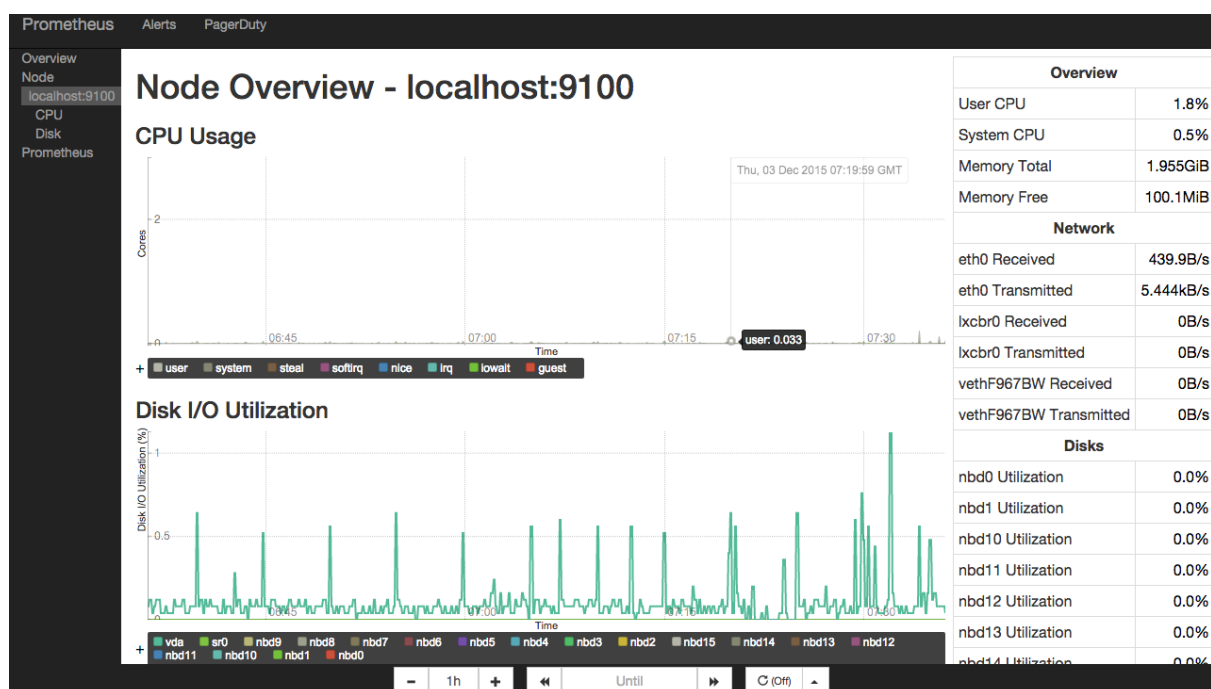 Prometheus Alerts PagerDuty
Overview
Node
localhost:9100
CPU
Disk
Prometheus
Node Overview - localhost:9100
CPU Usage
Thu, 03 Dec 2015 07:19:59 GMT
2
Cores
0
06:45 07:00 07:15 07:30
user: 0.033
Time
+ user system steal softirq nice irq iowait guest
Disk I/O Utilization
Disk I/O Utilization (%)
1
0.5
0
06:45 07:00 07:15 07:30
Time
+ vda sr0 nbd9 nbd8 nbd7 nbd6 nbd5 nbd4 nbd3 nbd2 nbd15 nbd14 nbd13 nbd12
nbd11 nbd10 nbd1 nbd0
Overview
User CPU 1.8%
System CPU 0.5%
Memory Total 1.955GiB
Memory Free 100.1MiB
Network
eth0 Received 439.9B/s
eth0 Transmitted 5.444kB/s
lxcbr0 Received 0B/s
lxcbr0 Transmitted 0B/s
vethF967BW Received 0B/s
vethF967BW Transmitted 0B/s
Disks
nbd0 Utilization 0.0%
nbd1 Utilization 0.0%
nbd10 Utilization 0.0%
nbd11 Utilization 0.0%
nbd12 Utilization 0.0%
nbd13 Utilization 0.0%
nbd14 Utilization 0.0%
− 1h + Until (Off)